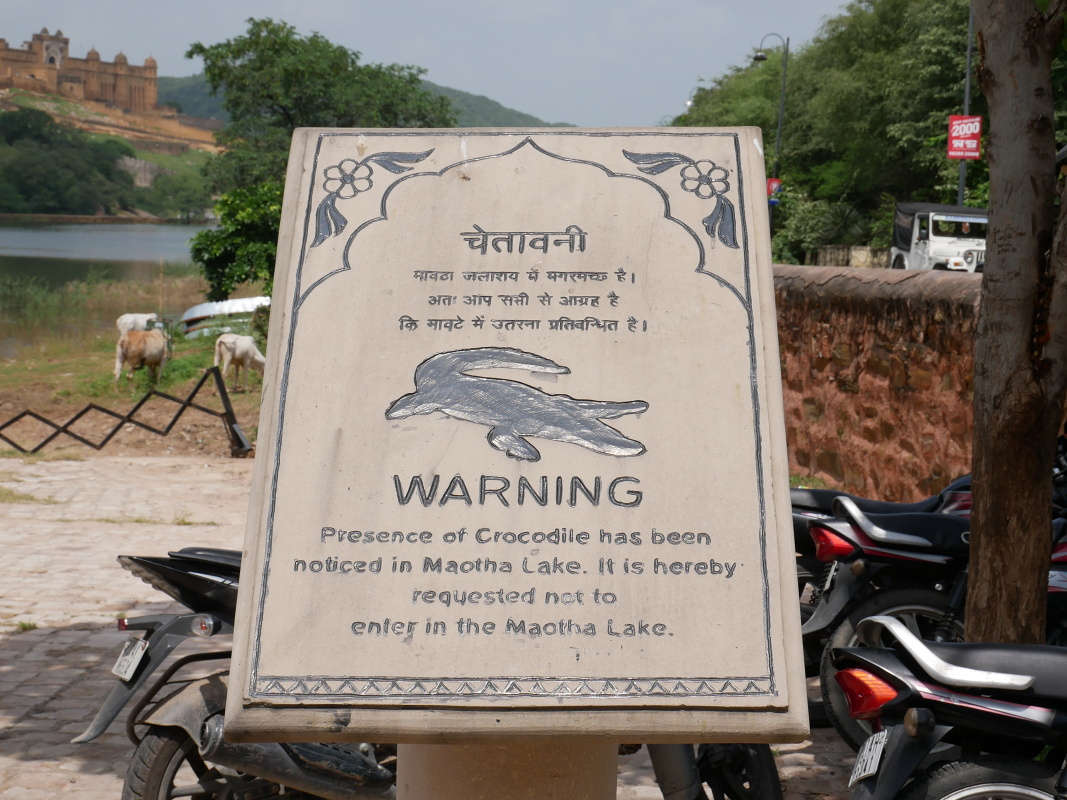 चेतावनी
मावठा जलाशय में मगरमच्छ है।
अतः आप सभी से आग्रह है
कि मावटे में उतरना प्रतिबन्धित है।
WARNING
Presence of Crocodile has been
noticed in Maotha Lake. It is hereby
requested not to
enter in the Maotha Lake.
2000